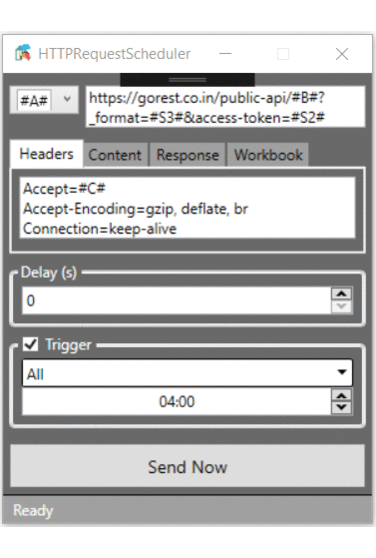 HTTPRequestScheduler
#A# https://gorest.co.in/public-api/#B#?
_format=#S3#&access-token=#S2#
Headers Content Response Workbook
Accept=#C#
Accept-Encoding=gzip, deflate, br
Connection=keep-alive
Delay (s)
0
Trigger
All
04:00
Send Now
Ready